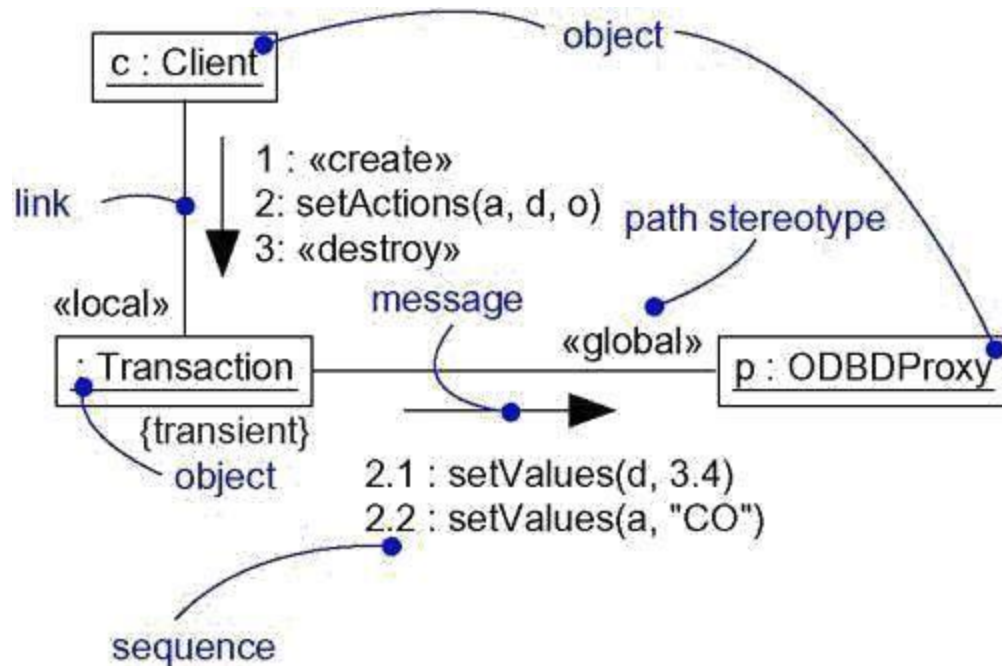 object
c : Client
1 : «create»
link
2: setActions(a, d, o)
path stereotype
3: «destroy»
«local»
message
«global»
: Transaction
p : ODBDProxy
{transient}
object
2.1 : setValues(d, 3.4)
2.2 : setValues(a, "CO")
sequence